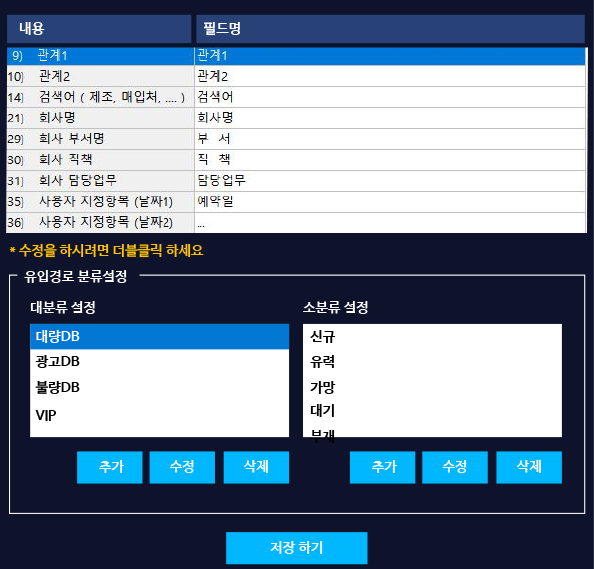 내용 필드명
9) 관계1 관계1
10) 관계2 관계2
14) 검색어 ( 제조, 매입처, .... ) 검색어
21) 회사명 회사명
29) 회사 부서명 부 서
30) 회사 직책 직 책
31) 회사 담당업무 담당업무
35) 사용자 지정항목 (날짜1) 예약일
36) 사용자 지정항목 (날짜2) ...
* 수정을 하시려면 더블클릭 하세요
유입경로 분류설정
대분류 설정 소분류 설정
대량DB 신규
광고DB 유력
불량DB 가망
VIP 대기
부재
추가 수정 삭제 추가 수정 삭제
저장 하기